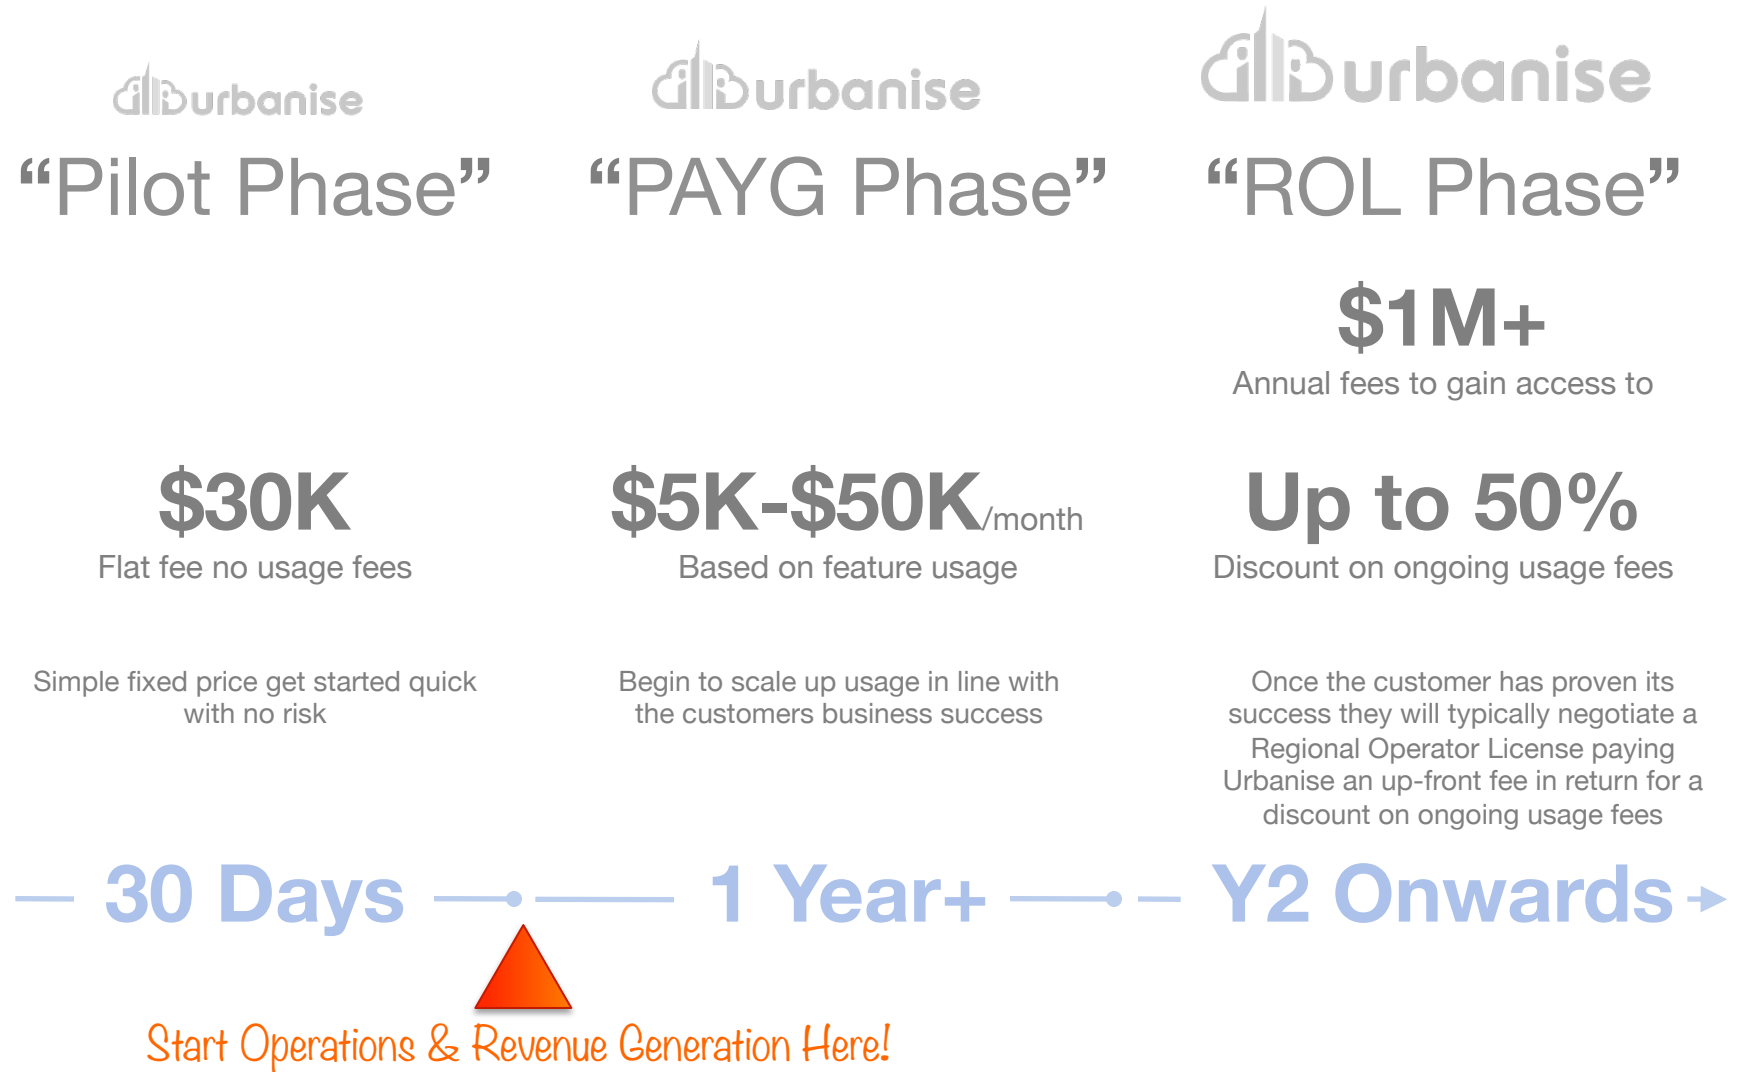 urbanise
"Pilot Phase"
$30K
Flat fee no usage fees
Simple fixed price get started quick
with no risk
30 Days
urbanise
"PAYG Phase"
$5K-$50K/month
Based on feature usage
Begin to scale up usage in line with
the customers business success
1 Year+
urbanise
"ROL Phase"
$1M+
Annual fees to gain access to
Up to 50%
Discount on ongoing usage fees
Once the customer has proven its
success they will typically negotiate a
Regional Operator License paying
Urbanise an up-front fee in return for a
discount on ongoing usage fees
Y2 Onwards
Start Operations & Revenue Generation Here!